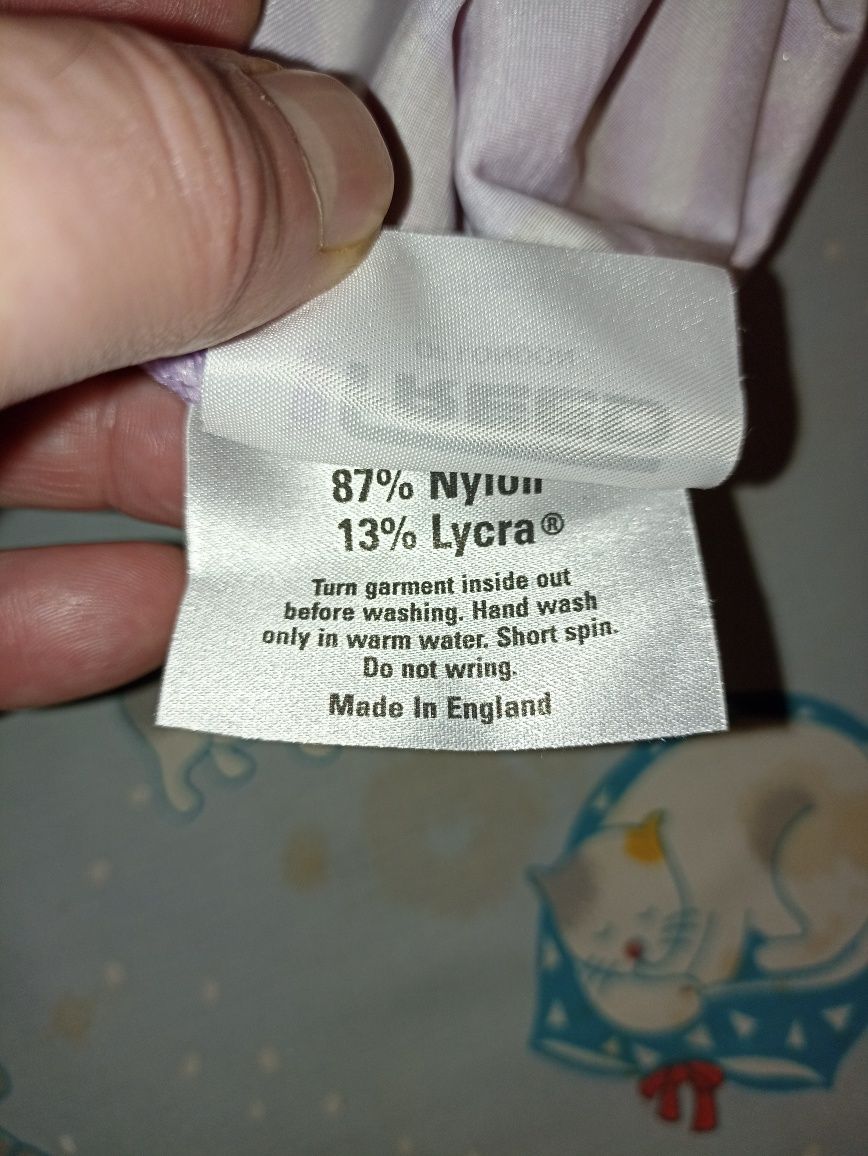 87% Nylon
13% Lycra®
Turn garment inside out
before washing. Hand wash
only in warm water. Short spin.
Do not wring.
Made In England